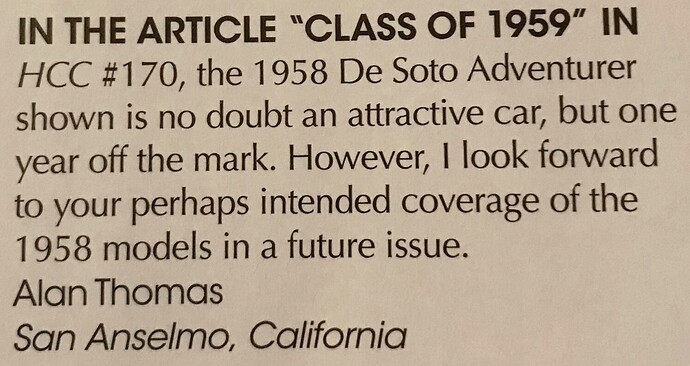 IN THE ARTICLE "CLASS OF 1959" IN
HCC #170, the 1958 De Soto Adventurer
shown is no doubt an attractive car, but one
year off the mark. However, I look forward
to your perhaps intended coverage of the
1958 models in a future issue.
Alan Thomas
San Anselmo, California